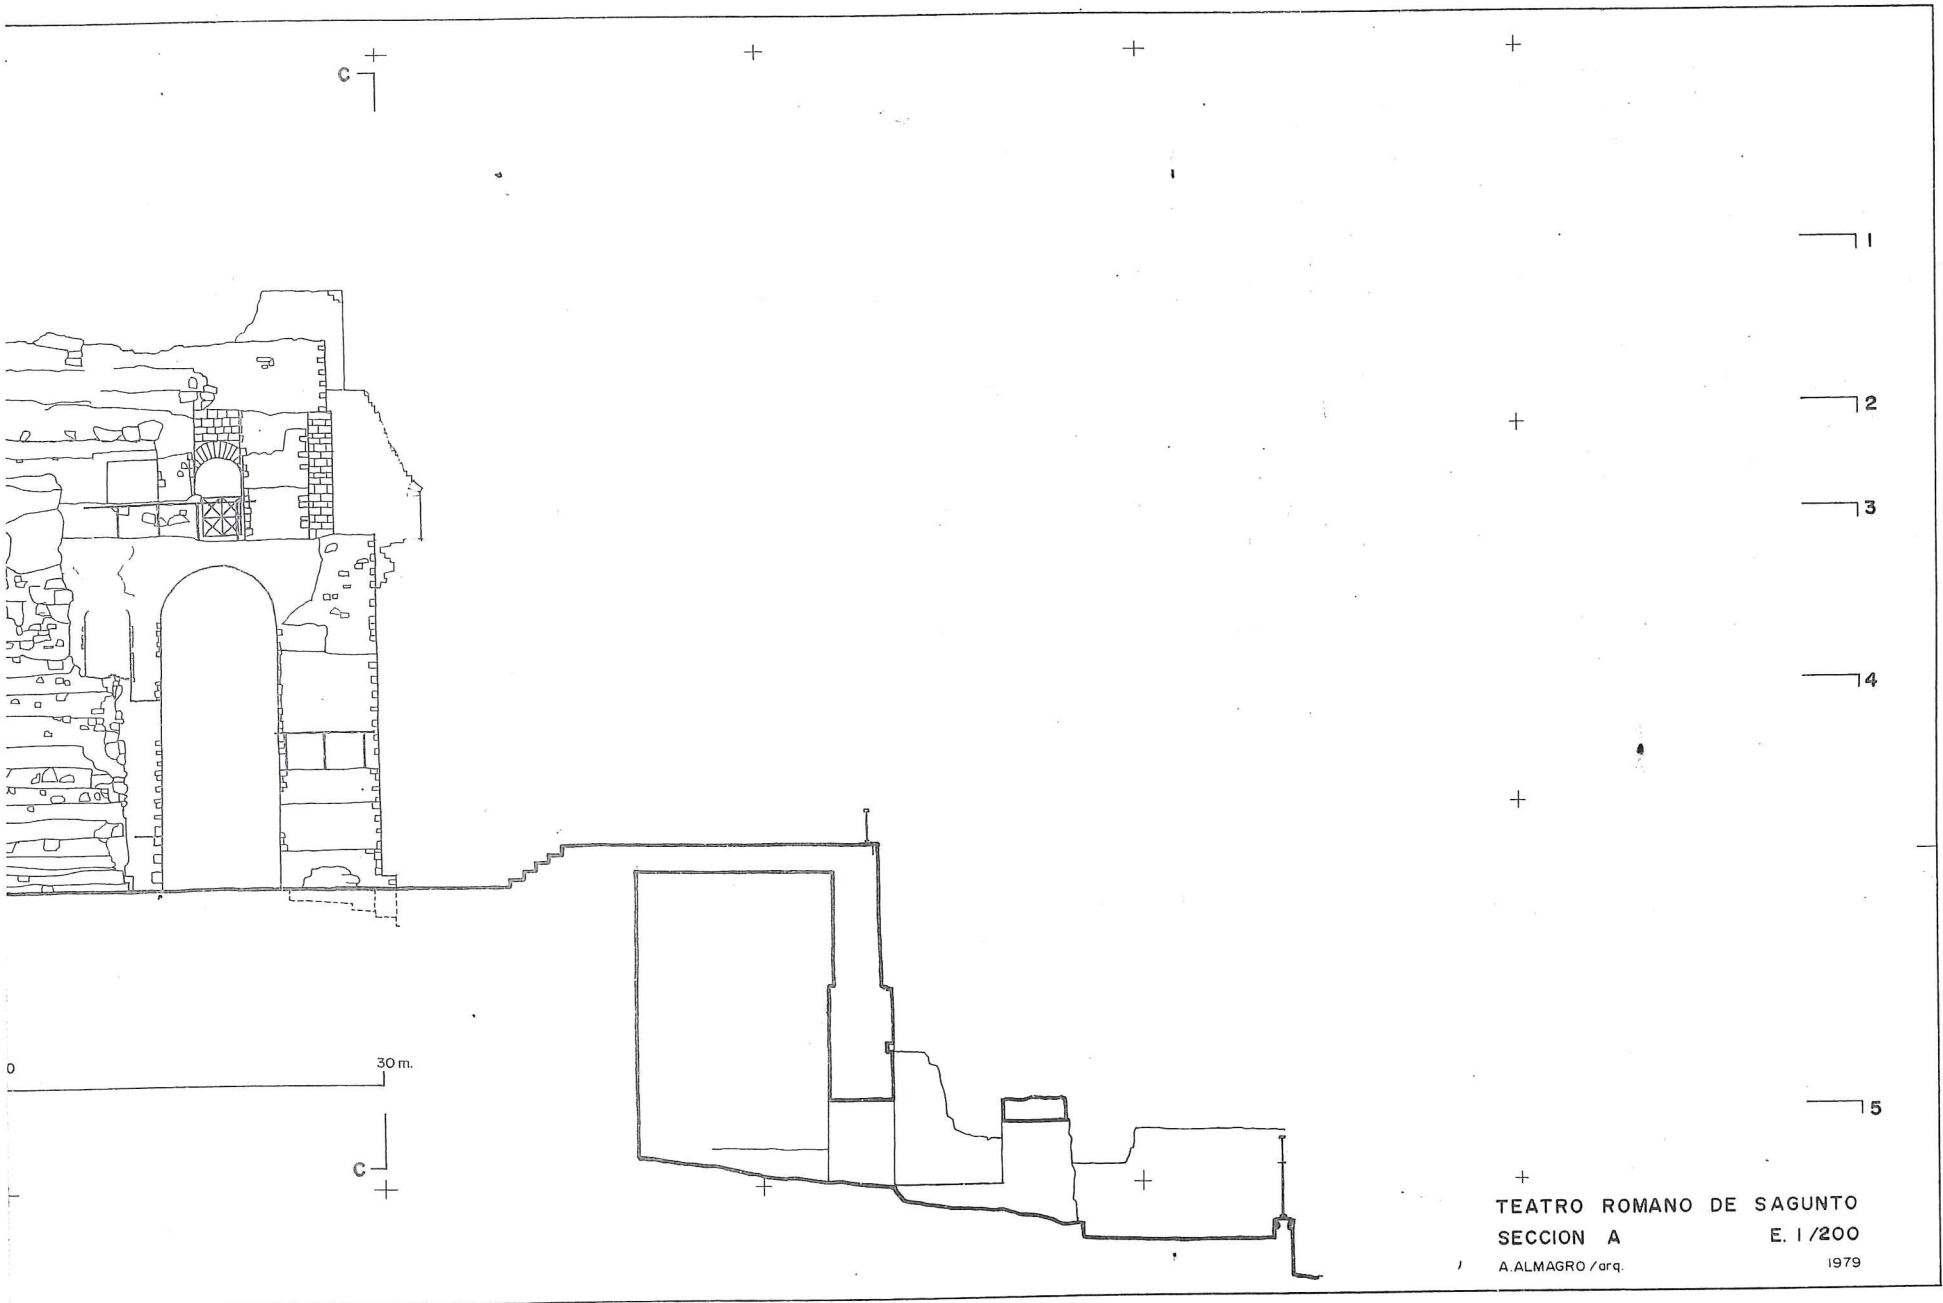 C
1
2
3
4
0
30 m.
5
C
TEATRO ROMANO DE SAGUNTO
SECCION A E. 1/200
A. ALMAGRO / arq. 1979